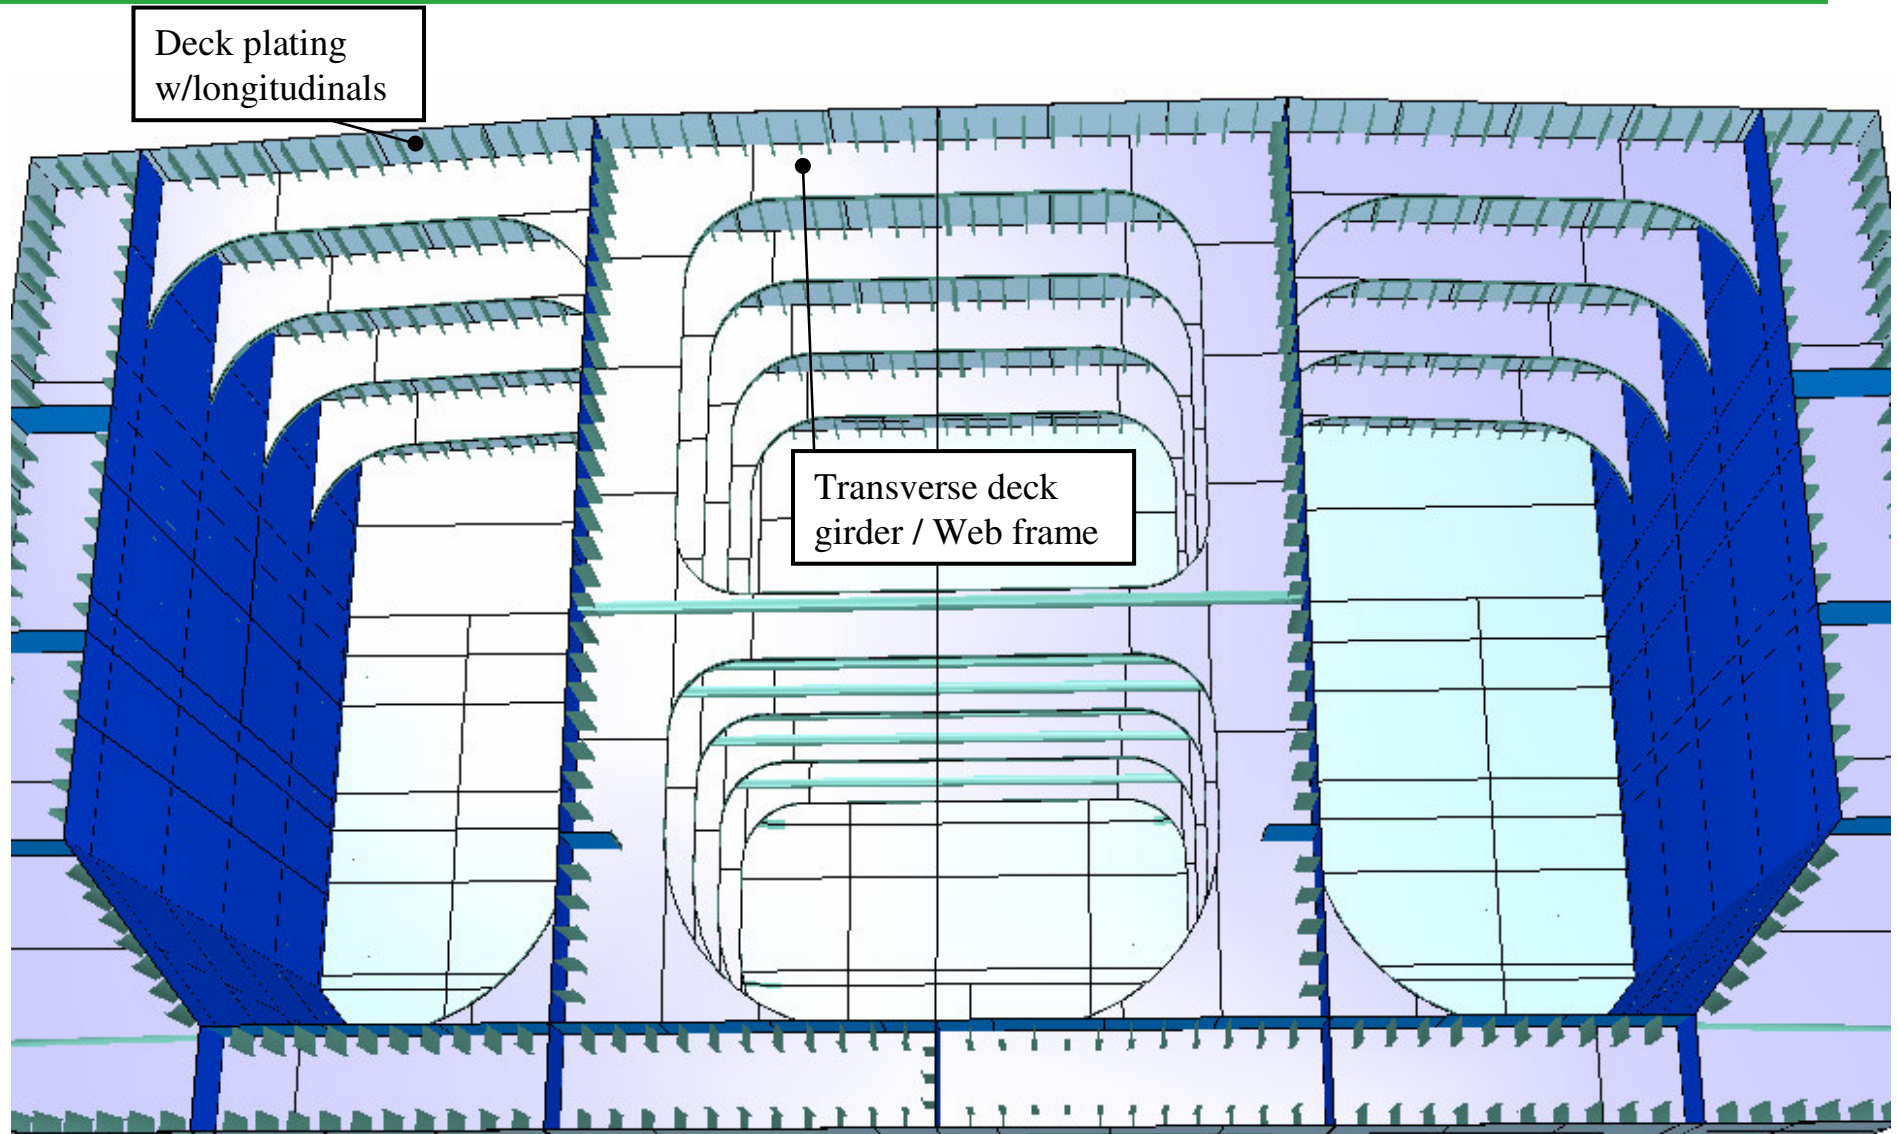 Deck plating
w/longitudinals
Transverse deck
girder / Web frame